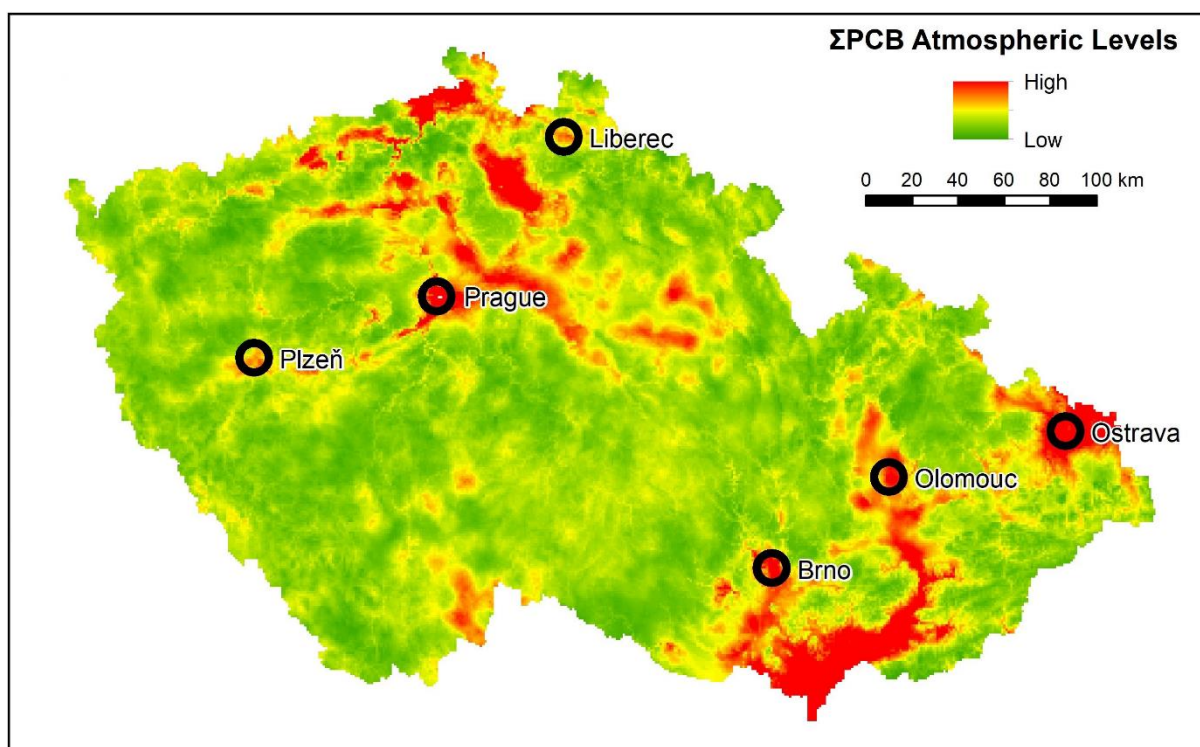 ΣPCB Atmospheric Levels
High
Low
0 20 40 60 80 100 km
Liberec
Prague
Plzeň
Ostrava
Olomouc
Brno